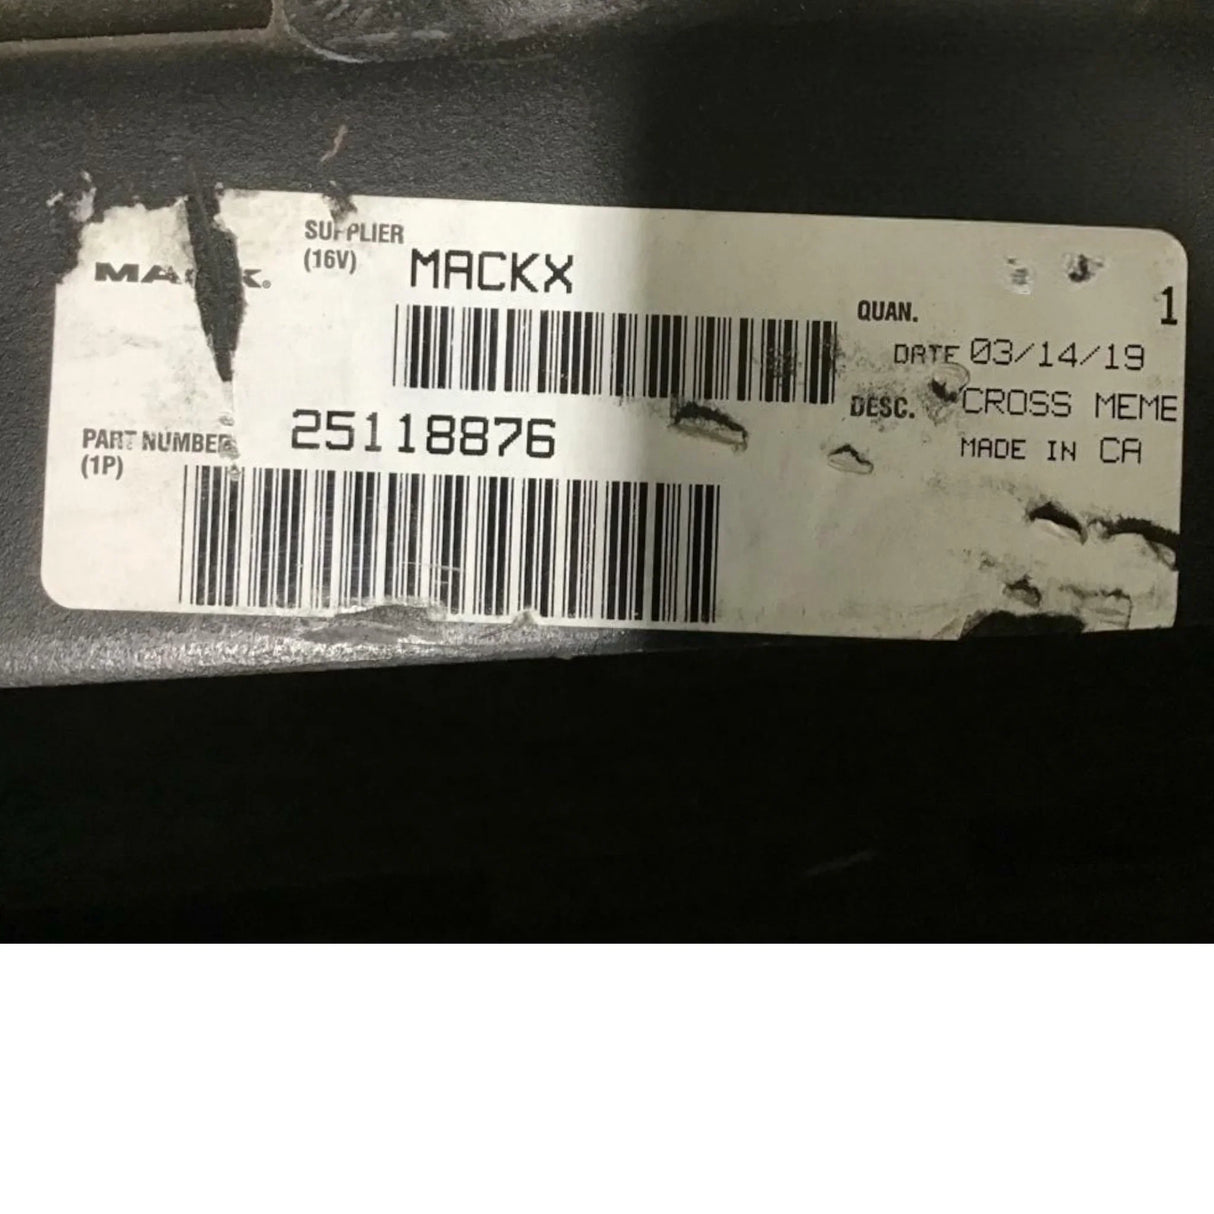 SUPPLIER
(16V) MACKX
MACK®
QUAN. 1
DATE 03/14/19
DESC. CROSS MEME
MADE IN CA
PART NUMBER 25118876
(1P)